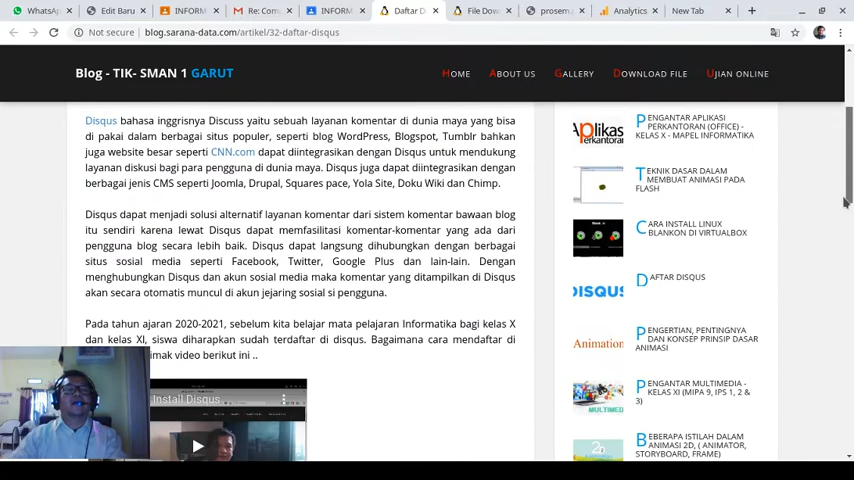 WhatsAp
Edit Baru
INFORM
Re: Comu
INFORM
Daftar D
File Dow
prosem.p
Analytics
New Tab
Not secure | blog.sarana-data.com/artikel/32-daftar-disqus
Blog - TIK- SMAN 1 GARUT
HOME
ABOUT US
GALLERY
DOWNLOAD FILE
UJIAN ONLINE
Disqus bahasa inggrisnya Discuss yaitu sebuah layanan komentar di dunia maya yang bisa
di pakai dalam berbagai situs populer, seperti blog WordPress, Blogspot, Tumblr bahkan
juga website besar seperti CNN.com dapat diintegrasikan dengan Disqus untuk mendukung
layanan diskusi bagi para pengguna di dunia maya. Disqus juga dapat diintegrasikan dengan
berbagai jenis CMS seperti Joomla, Drupal, Squares pace, Yola Site, Doku Wiki dan Chimp.
Disqus dapat menjadi solusi alternatif layanan komentar dari sistem komentar bawaan blog
itu sendiri karena lewat Disqus dapat memfasilitasi komentar-komentar yang ada dari
pengguna blog secara lebih baik. Disqus dapat langsung dihubungkan dengan berbagai
situs sosial media seperti Facebook, Twitter, Google Plus dan lain-lain. Dengan
menghubungkan Disqus dan akun sosial media maka komentar yang ditampilkan di Disqus
akan secara otomatis muncul di akun jejaring sosial si pengguna.
Pada tahun ajaran 2020-2021, sebelum kita belajar mata pelajaran Informatika bagi kelas X
dan kelas XI, siswa diharapkan sudah terdaftar di disqus. Bagaimana cara mendaftar di
imak video berikut ini ..
Install Disqus
Aplikas
Perkantoran
PENGANTAR APLIKASI
PERKANTORAN (OFFICE) -
KELAS X - MAPEL INFORMATIKA
TEKNIK DASAR DALAM
MEMBUAT ANIMASI PADA
FLASH
CARA INSTALL LINUX
BLANKON DI VIRTUALBOX
DISQUS
DAFTAR DISQUS
Animation
PENGERTIAN, PENTINGNYA
DAN KONSEP PRINSIP DASAR
ANIMASI
MULTIMED
PENGANTAR MULTIMEDIA -
KELAS XI (MIPA 9, IPS 1, 2 &
3)
2D
BEBERAPA ISTILAH DALAM
ANIMASI 2D, ( ANIMATOR,
STORYBOARD, FRAME)